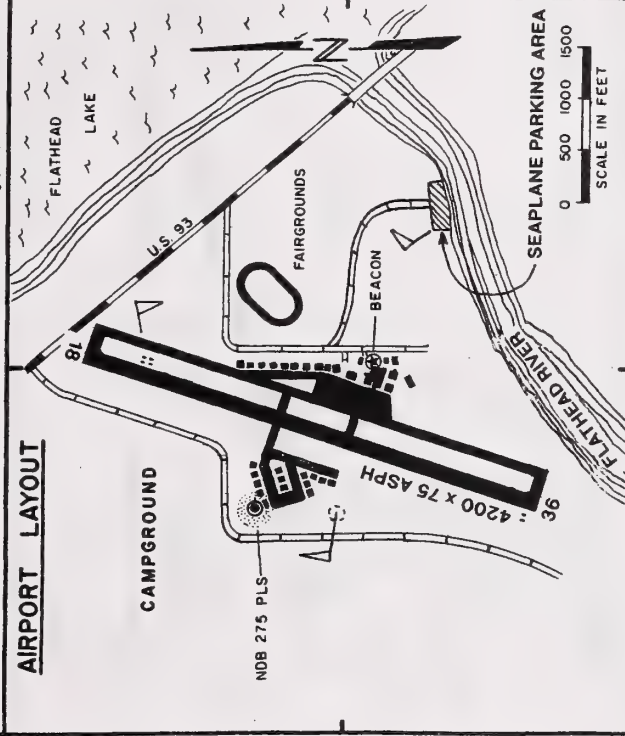 AIRPORT LAYOUT
FLATHEAD
LAKE
N
U.S. 93
18
CAMPGROUND
FAIRGROUNDS
BEACON
NDB 275 PLS
4200 x 75 ASPH
36
FLATHEAD RIVER
SEAPLANE PARKING AREA
0 500 1000 1500
SCALE IN FEET